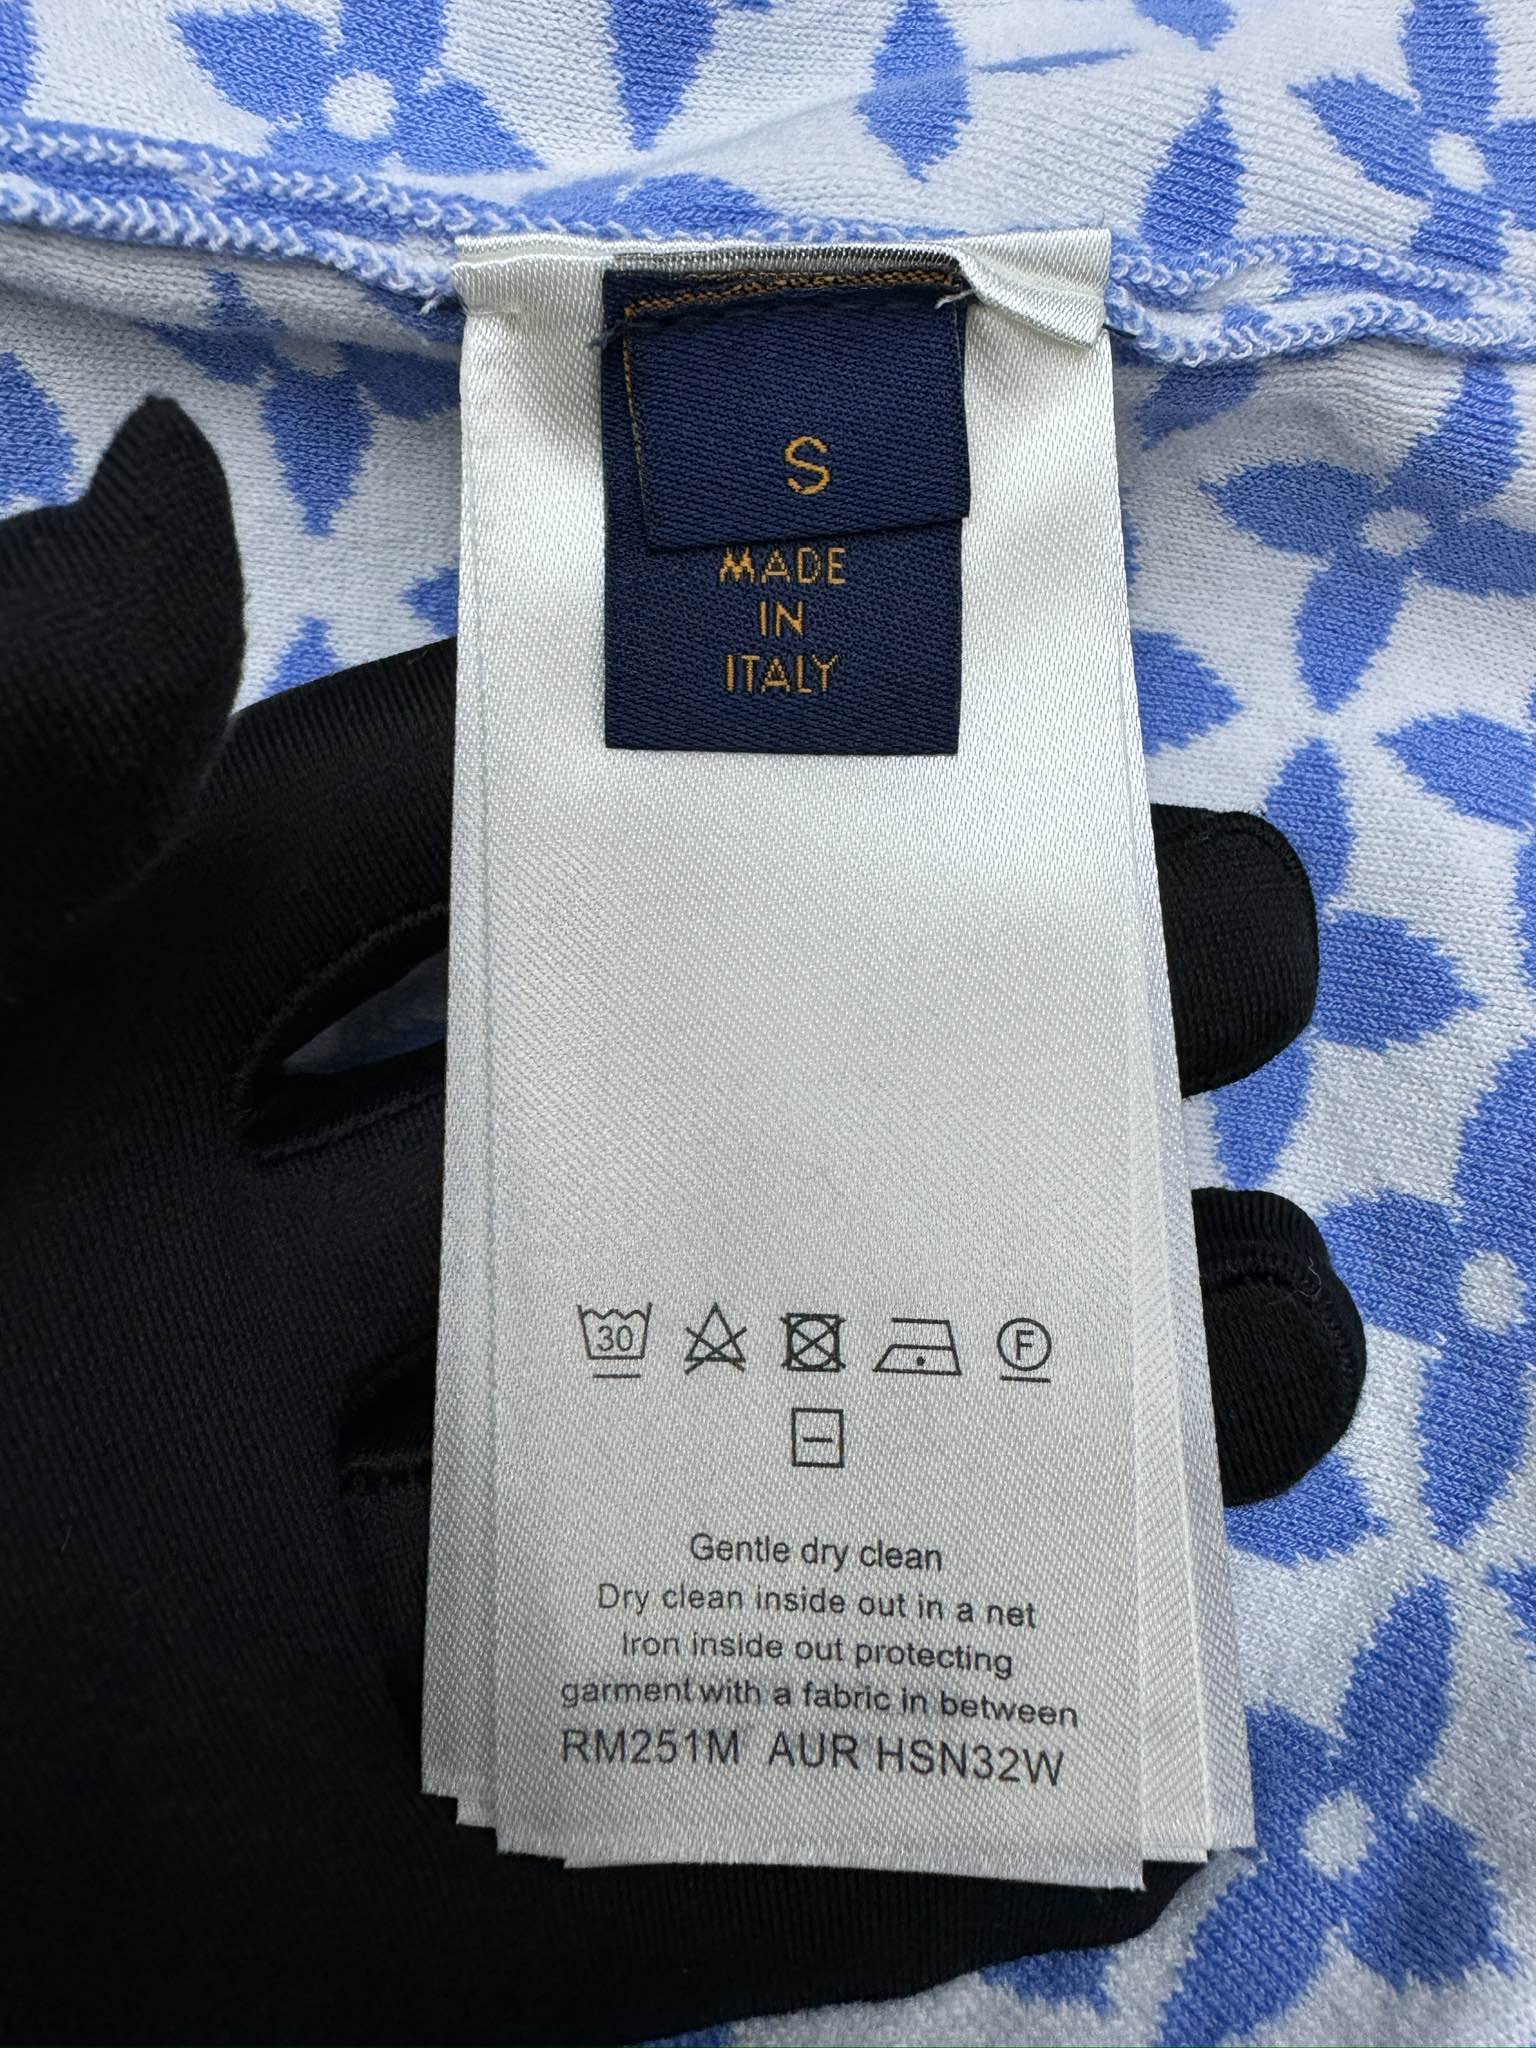 S
MADE
IN
ITALY
30
F
Gentle dry clean
Dry clean inside out in a net
Iron inside out protecting
garment with a fabric in between
RM251M AUR HSN32W